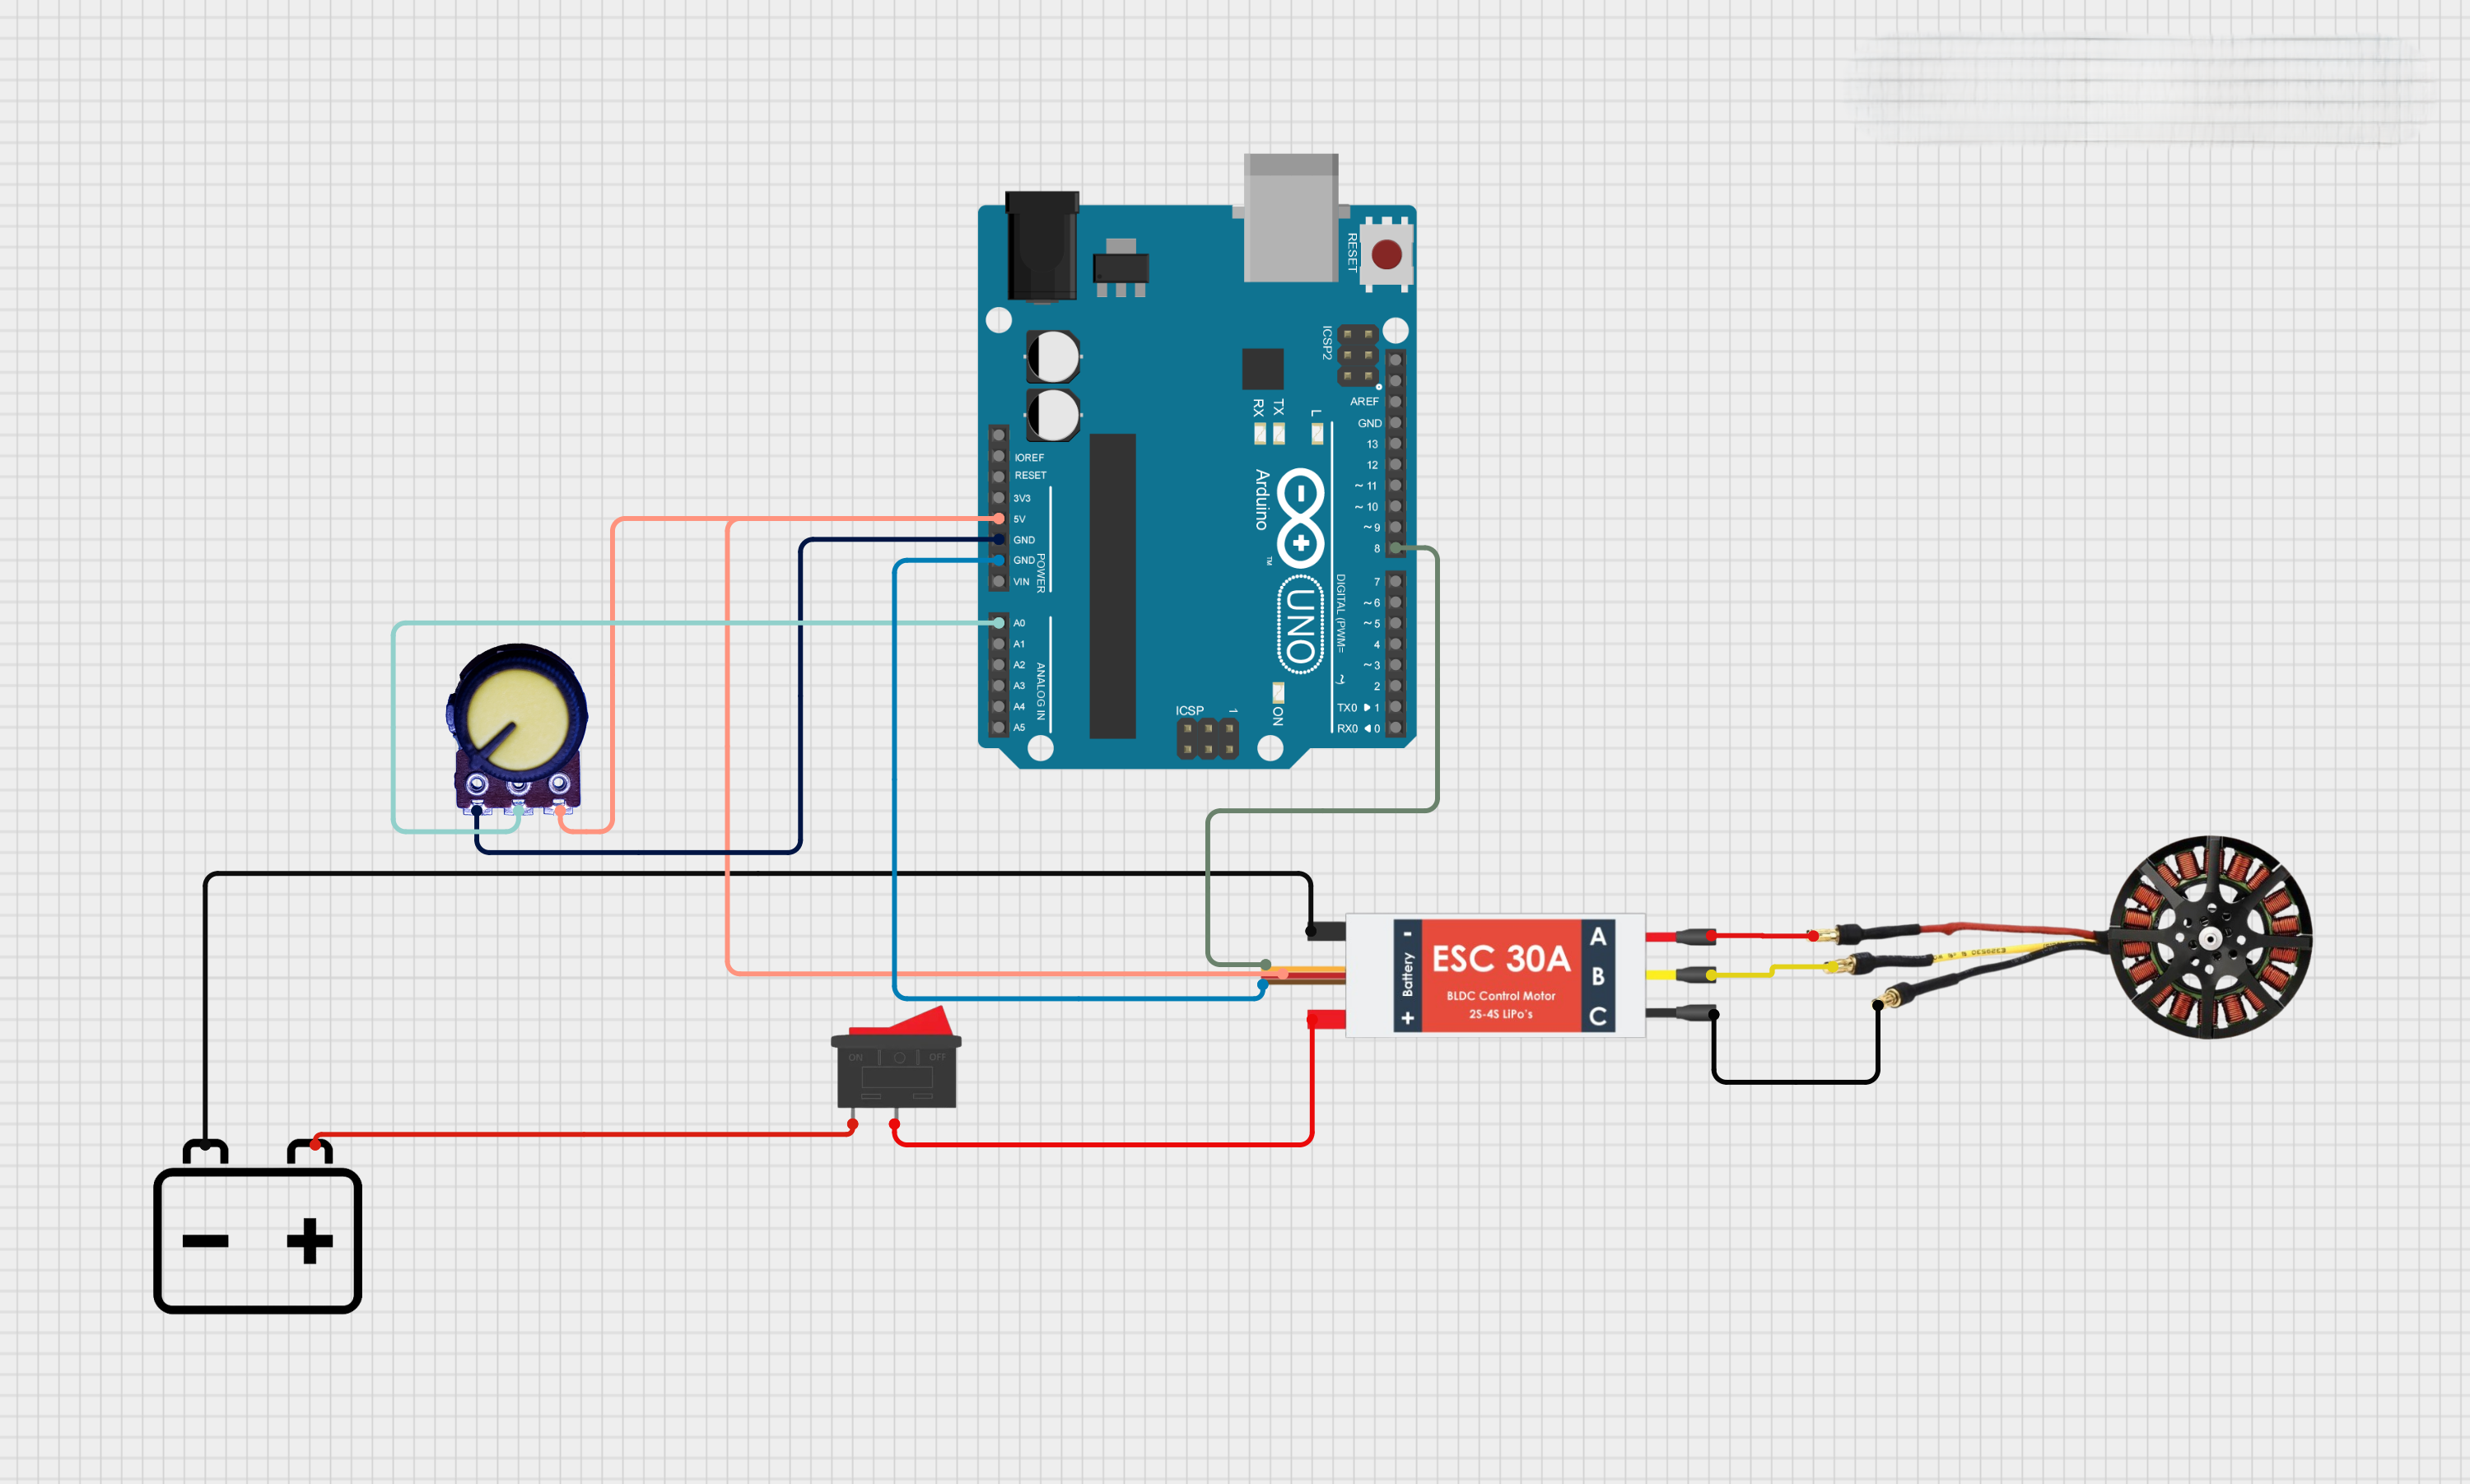 RESET
ICSP2
AREF
GND
13
12
~ 11
~ 10
~ 9
8
7
~ 6
~ 5
4
~ 3
2
TX0 ▶ 1
RX0 ◀ 0
RX
TX
L
Arduino
TM
UNO
DIGITAL (PWM= ~)
ON
ICSP
1
IOREF
RESET
3V3
5V
GND
GND
VIN
POWER
A0
A1
A2
A3
A4
A5
ANALOG IN
- Battery +
ESC 30A
BLDC Control Motor
2S-4S LiPo's
A
B
C
ON
OFF
− +